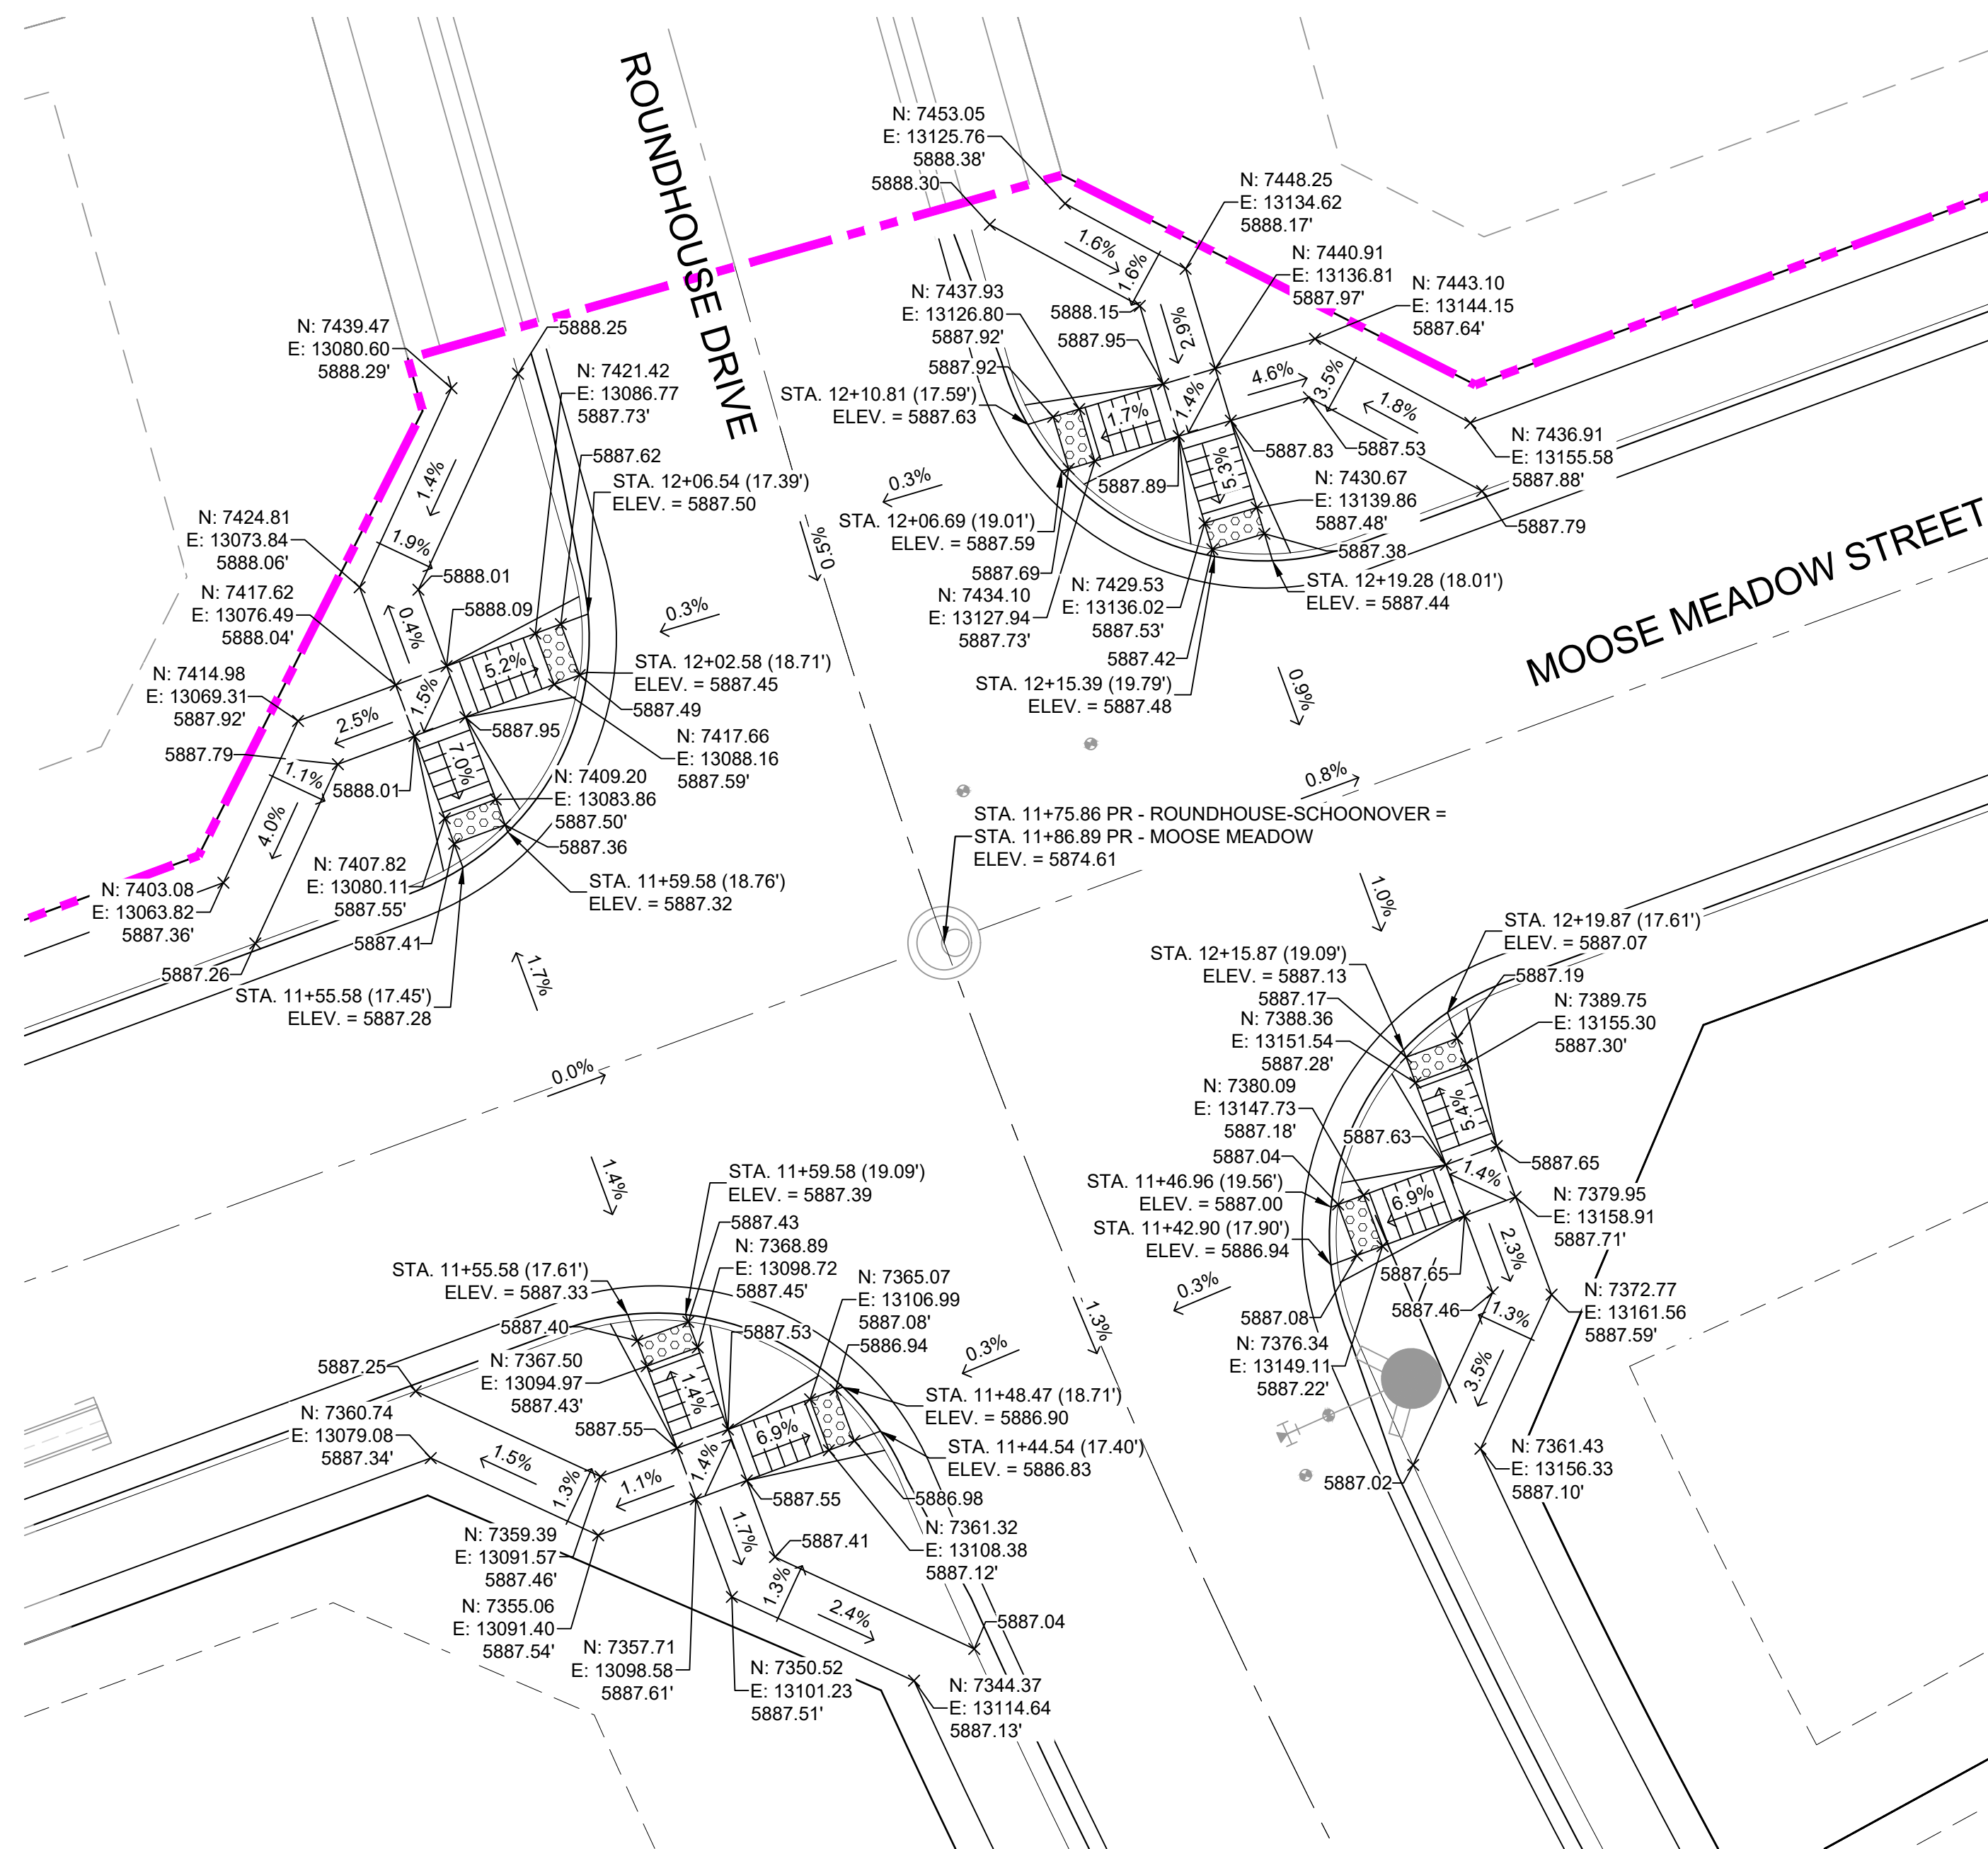 ROUNDHOUSE DRIVE
MOOSE MEADOW STREET
N: 7453.05
E: 13125.76
5888.38'
5888.30
N: 7448.25
E: 13134.62
5888.17'
N: 7440.91
E: 13136.81
5887.97'
N: 7443.10
E: 13144.15
5887.64'
1.6%
1.6%
N: 7437.93
E: 13126.80
5887.92'
5888.15
2.9%
5887.95
5887.92
STA. 12+10.81 (17.59')
ELEV. = 5887.63
1.7%
1.4%
4.6%
3.5%
1.8%
N: 7436.91
E: 13155.58
5887.88'
5887.83
5887.53
5.3%
5887.89
N: 7430.67
E: 13139.86
5887.48'
5887.79
5887.38
STA. 12+06.69 (19.01')
ELEV. = 5887.59
5887.69
N: 7434.10
E: 13127.94
5887.73'
N: 7429.53
E: 13136.02
5887.53'
STA. 12+19.28 (18.01')
ELEV. = 5887.44
5887.42
STA. 12+15.39 (19.79')
ELEV. = 5887.48
0.3%
0.5%
0.9%
N: 7439.47
E: 13080.60
5888.29'
5888.25
N: 7421.42
E: 13086.77
5887.73'
5887.62
STA. 12+06.54 (17.39')
ELEV. = 5887.50
1.4%
1.9%
N: 7424.81
E: 13073.84
5888.06'
5888.01
N: 7417.62
E: 13076.49
5888.04'
5888.09
0.4%
0.3%
5.2%
STA. 12+02.58 (18.71')
ELEV. = 5887.45
N: 7414.98
E: 13069.31
5887.92'
1.5%
2.5%
5887.49
5887.95
5887.79
N: 7417.66
E: 13088.16
5887.59'
1.1%
5888.01
7.0%
N: 7409.20
E: 13083.86
5887.50'
4.0%
5887.36
N: 7407.82
E: 13080.11
5887.55'
STA. 11+59.58 (18.76')
ELEV. = 5887.32
N: 7403.08
E: 13063.82
5887.36'
5887.41
5887.26
STA. 11+55.58 (17.45')
ELEV. = 5887.28
1.7%
0.8%
STA. 11+75.86 PR - ROUNDHOUSE-SCHOONOVER =
STA. 11+86.89 PR - MOOSE MEADOW
ELEV. = 5874.61
0.0%
1.0%
STA. 12+19.87 (17.61')
ELEV. = 5887.07
STA. 12+15.87 (19.09')
ELEV. = 5887.13
5887.19
5887.17
N: 7389.75
E: 13155.30
5887.30'
N: 7388.36
E: 13151.54
5887.28'
N: 7380.09
E: 13147.73
5887.18'
5.4%
5887.63
5887.04
5887.65
1.4%
STA. 11+46.96 (19.56')
ELEV. = 5887.00
6.9%
N: 7379.95
E: 13158.91
5887.71'
STA. 11+42.90 (17.90')
ELEV. = 5886.94
2.3%
5887.65
0.3%
5887.46
5887.08
1.3%
N: 7372.77
E: 13161.56
5887.59'
N: 7376.34
E: 13149.11
5887.22'
3.5%
N: 7361.43
E: 13156.33
5887.10'
5887.02
1.3%
1.4%
STA. 11+59.58 (19.09')
ELEV. = 5887.39
5887.43
N: 7368.89
E: 13098.72
5887.45'
STA. 11+55.58 (17.61')
ELEV. = 5887.33
N: 7365.07
E: 13106.99
5887.08'
5886.94
5887.40
5887.53
0.3%
5887.25
N: 7367.50
E: 13094.97
5887.43'
1.4%
STA. 11+48.47 (18.71')
ELEV. = 5886.90
N: 7360.74
E: 13079.08
5887.34'
5887.55
6.9%
STA. 11+44.54 (17.40')
ELEV. = 5886.83
1.5%
1.3%
1.1%
1.4%
5887.55
5886.98
N: 7359.39
E: 13091.57
5887.46'
1.7%
5887.41
N: 7361.32
E: 13108.38
5887.12'
1.3%
2.4%
5887.04
N: 7355.06
E: 13091.40
5887.54'
N: 7357.71
E: 13098.58
5887.61'
N: 7350.52
E: 13101.23
5887.51'
N: 7344.37
E: 13114.64
5887.13'